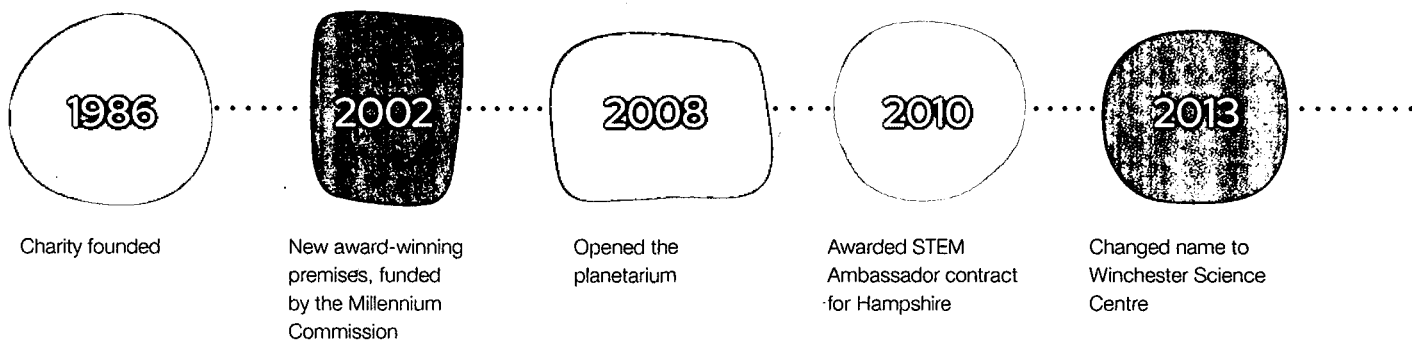 1986
2002
2008
2010
2013
Charity founded
New award-winning
premises, funded
by the Millennium
Commission
Opened the
planetarium
Awarded STEM
Ambassador contract
for Hampshire
Changed name to
Winchester Science
Centre